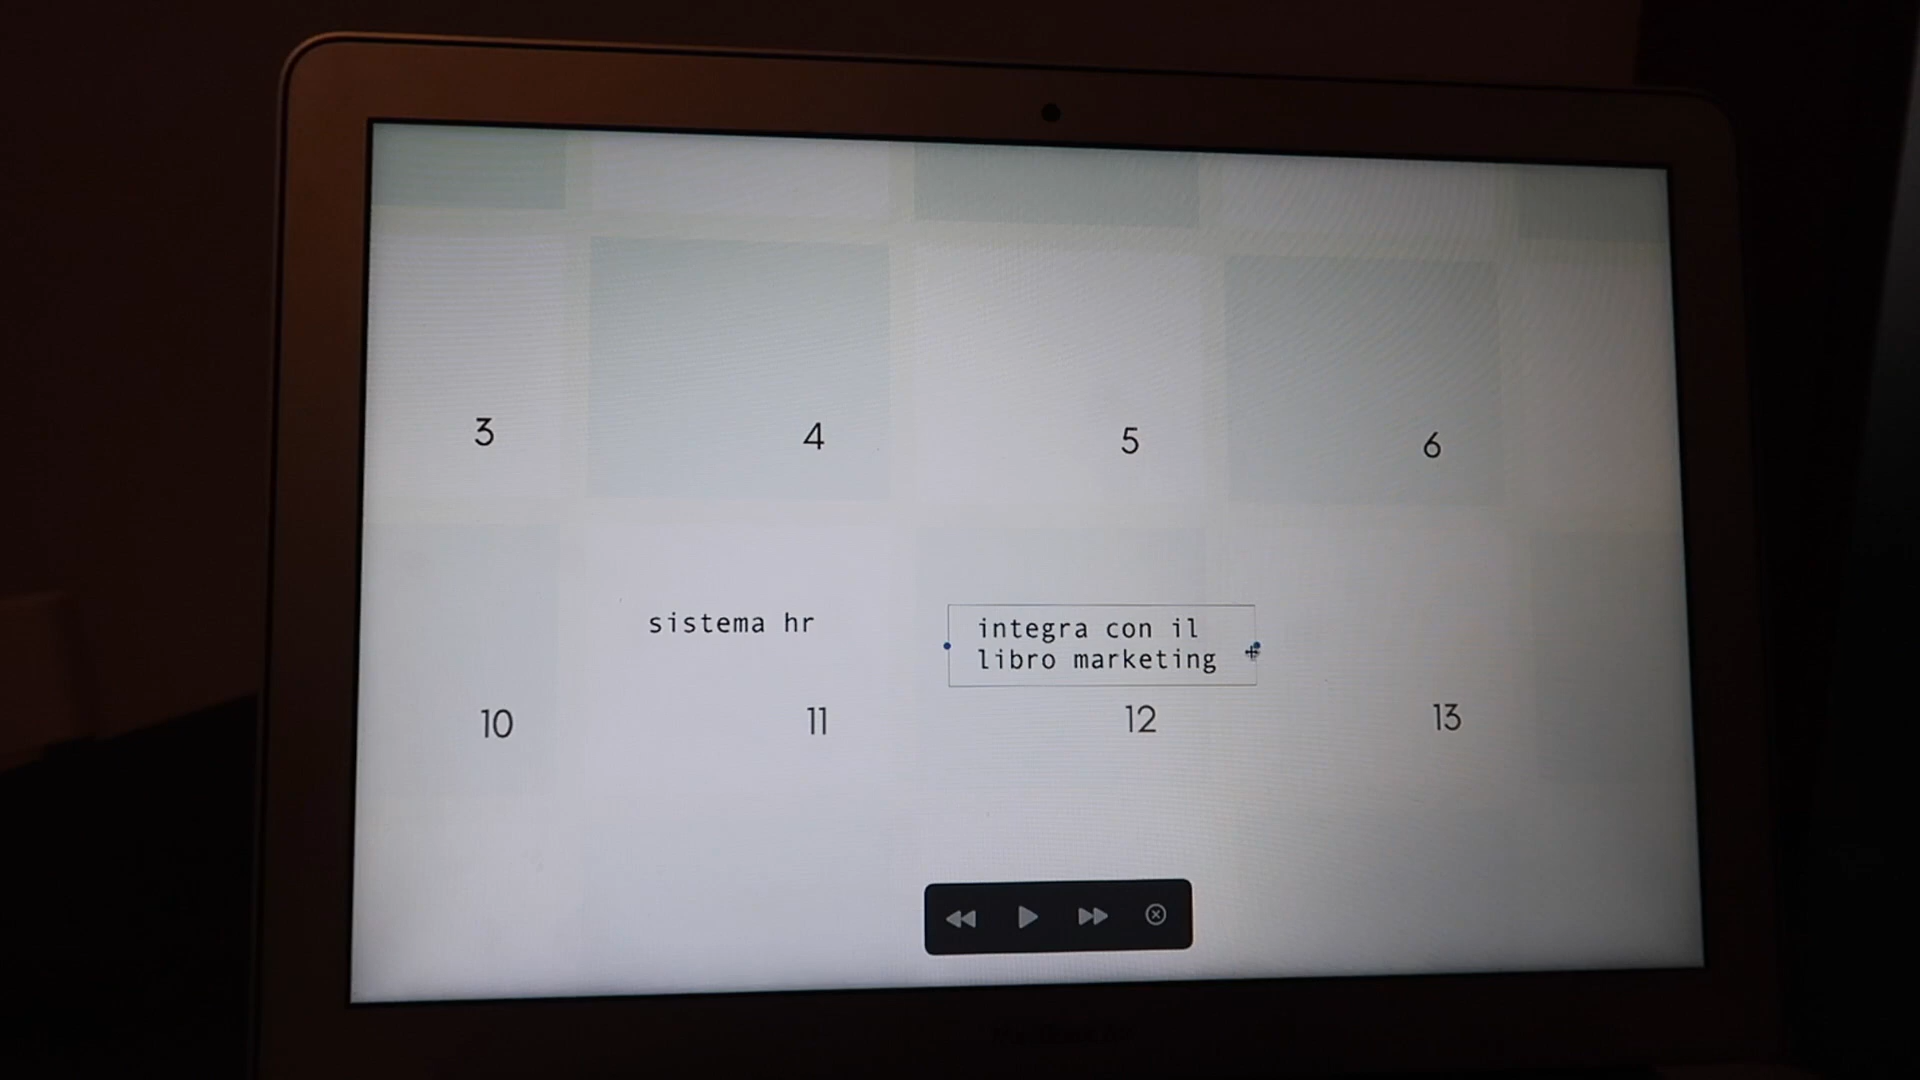 3 4 5 6
sistema hr
integra con il
libro marketing
10 11 12 13